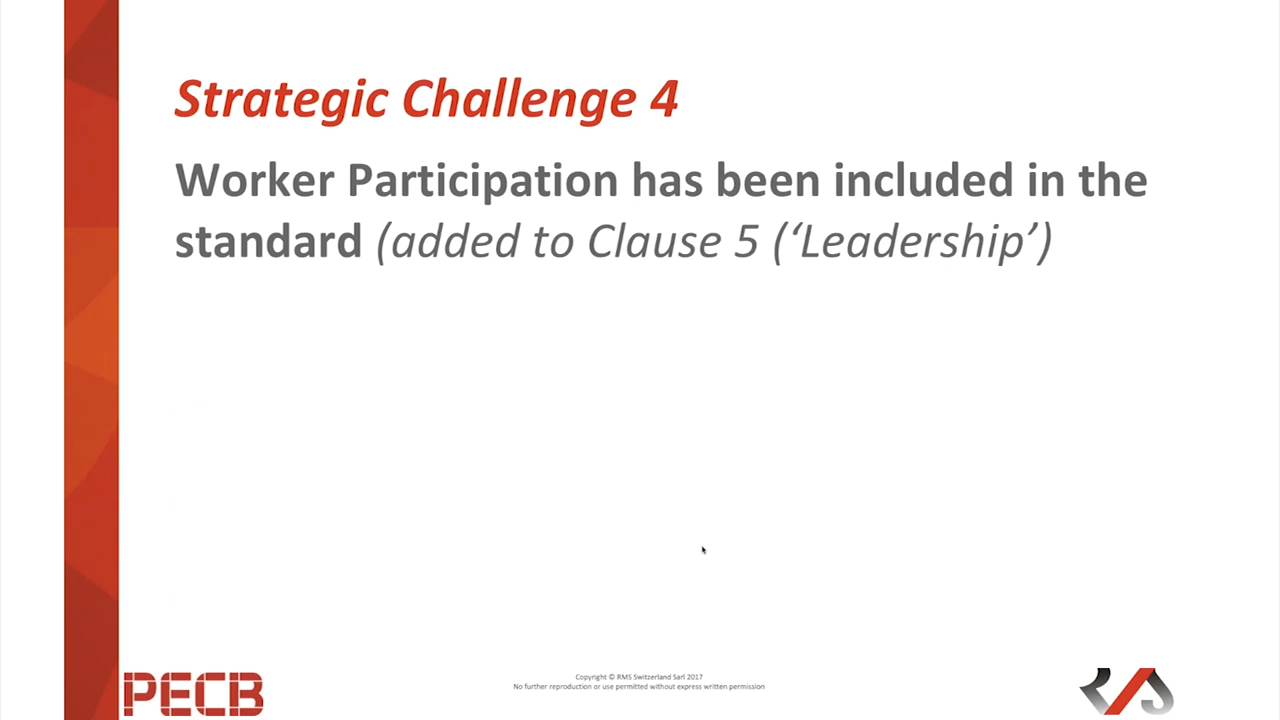 Strategic Challenge 4
Worker Participation has been included in the
standard (added to Clause 5 (‘Leadership’)
PECB
Copyright © RMS Switzerland Sarl 2017
No further reproduction or use permitted without express written permission